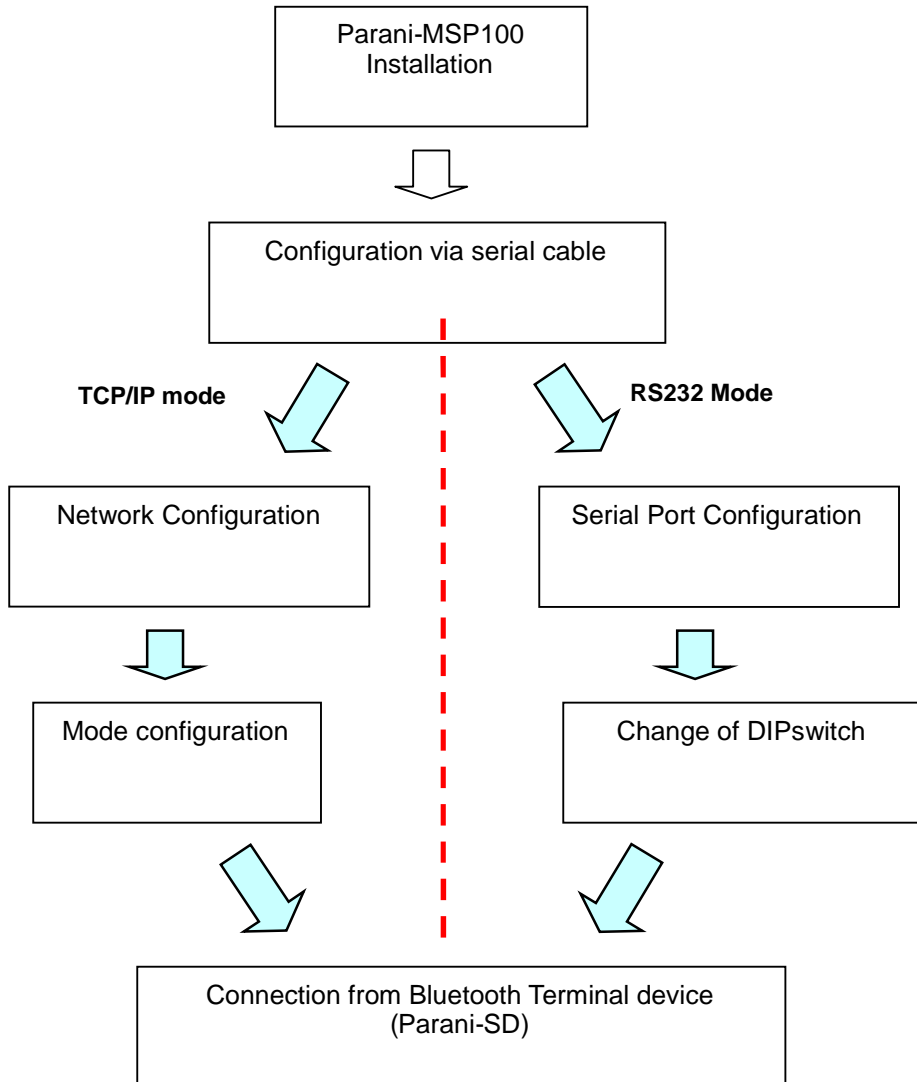 Parani-MSP100
Installation
Configuration via serial cable
TCP/IP mode
RS232 Mode
Network Configuration
Serial Port Configuration
Mode configuration
Change of DIPswitch
Connection from Bluetooth Terminal device
(Parani-SD)